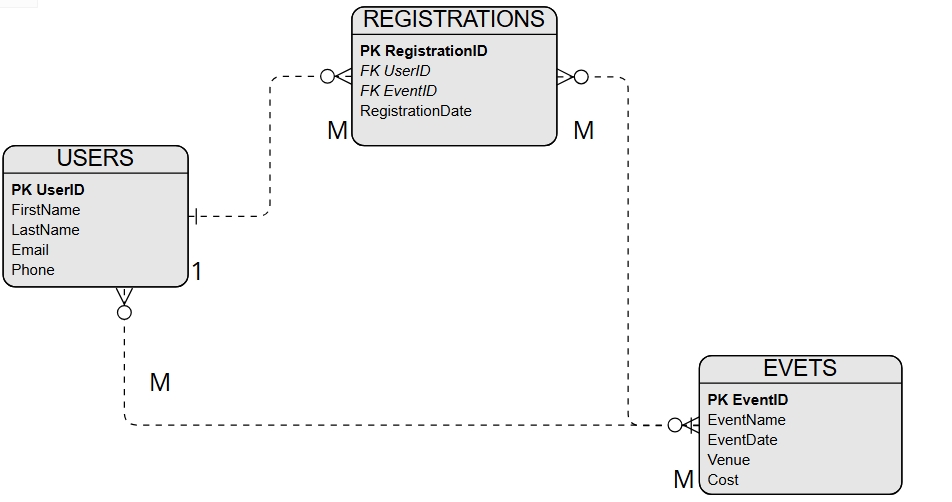 REGISTRATIONS
PK RegistrationID
FK UserID
FK EventID
RegistrationDate
M
M
USERS
PK UserID
FirstName
LastName
Email
Phone
1
M
EVETS
PK EventID
EventName
EventDate
Venue
Cost
M